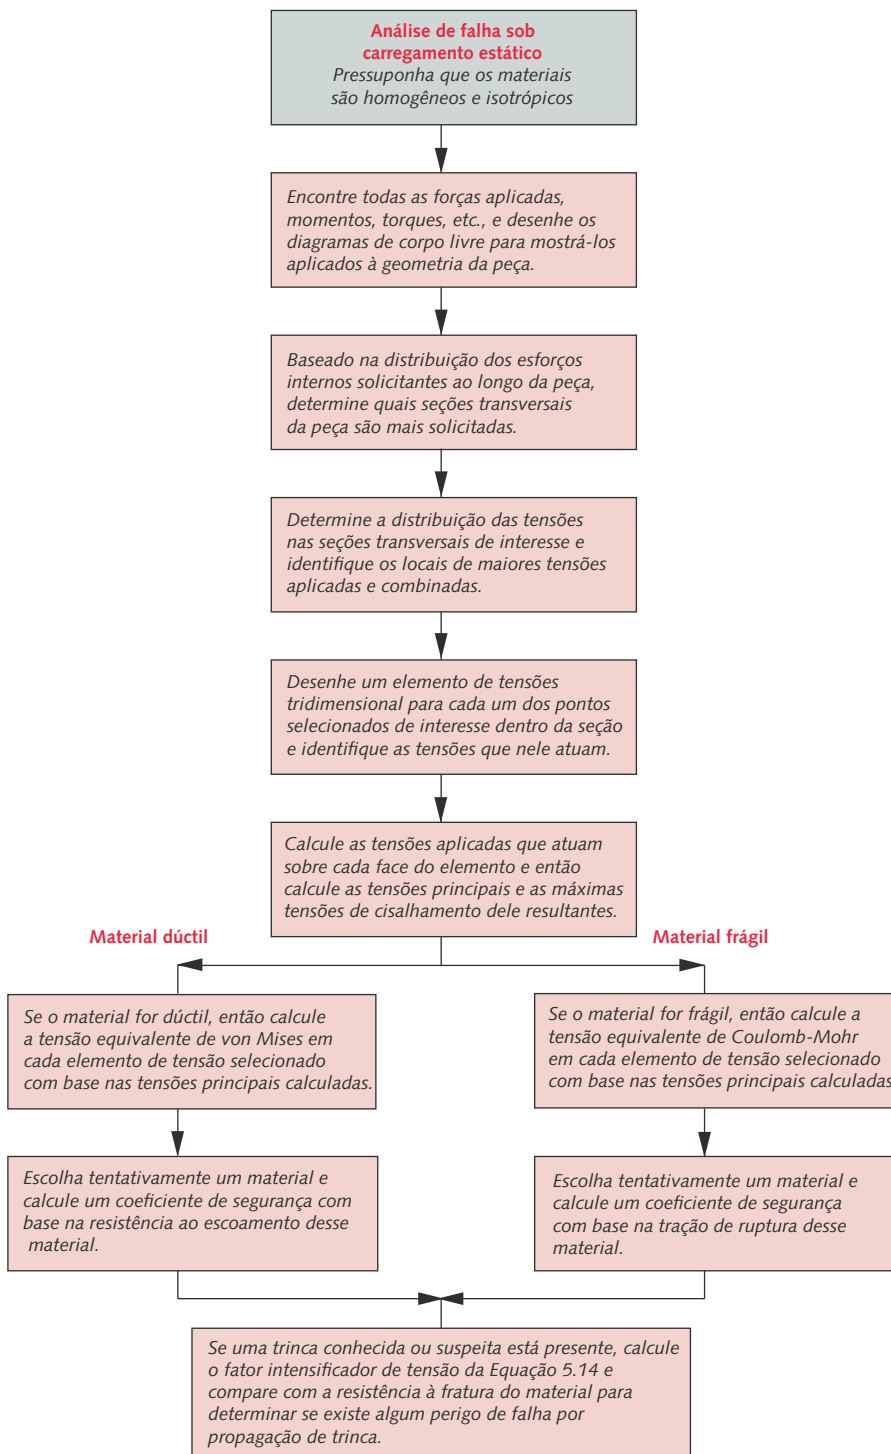 Análise de falha sob
carregamento estático
Pressuponha que os materiais
são homogêneos e isotrópicos
Encontre todas as forças aplicadas,
momentos, torques, etc., e desenhe os
diagramas de corpo livre para mostrá-los
aplicados à geometria da peça.
Baseado na distribuição dos esforços
internos solicitantes ao longo da peça,
determine quais seções transversais
da peça são mais solicitadas.
Determine a distribuição das tensões
nas seções transversais de interesse e
identifique os locais de maiores tensões
aplicadas e combinadas.
Desenhe um elemento de tensões
tridimensional para cada um dos pontos
selecionados de interesse dentro da seção
e identifique as tensões que nele atuam.
Calcule as tensões aplicadas que atuam
sobre cada face do elemento e então
calcule as tensões principais e as máximas
tensões de cisalhamento dele resultantes.
Material dúctil
Se o material for dúctil, então calcule
a tensão equivalente de von Mises em
cada elemento de tensão selecionado
com base nas tensões principais calculadas.
Escolha tentativamente um material e
calcule um coeficiente de segurança com
base na resistência ao escoamento desse
material.
Material frágil
Se o material for frágil, então calcule a
tensão equivalente de Coulomb-Mohr
em cada elemento de tensão selecionado
com base nas tensões principais calculadas
Escolha tentativamente um material e
calcule um coeficiente de segurança
com base na tração de ruptura desse
material.
Se uma trinca conhecida ou suspeita está presente, calcule
o fator intensificador de tensão da Equação 5.14 e
compare com a resistência à fratura do material para
determinar se existe algum perigo de falha por
propagação de trinca.